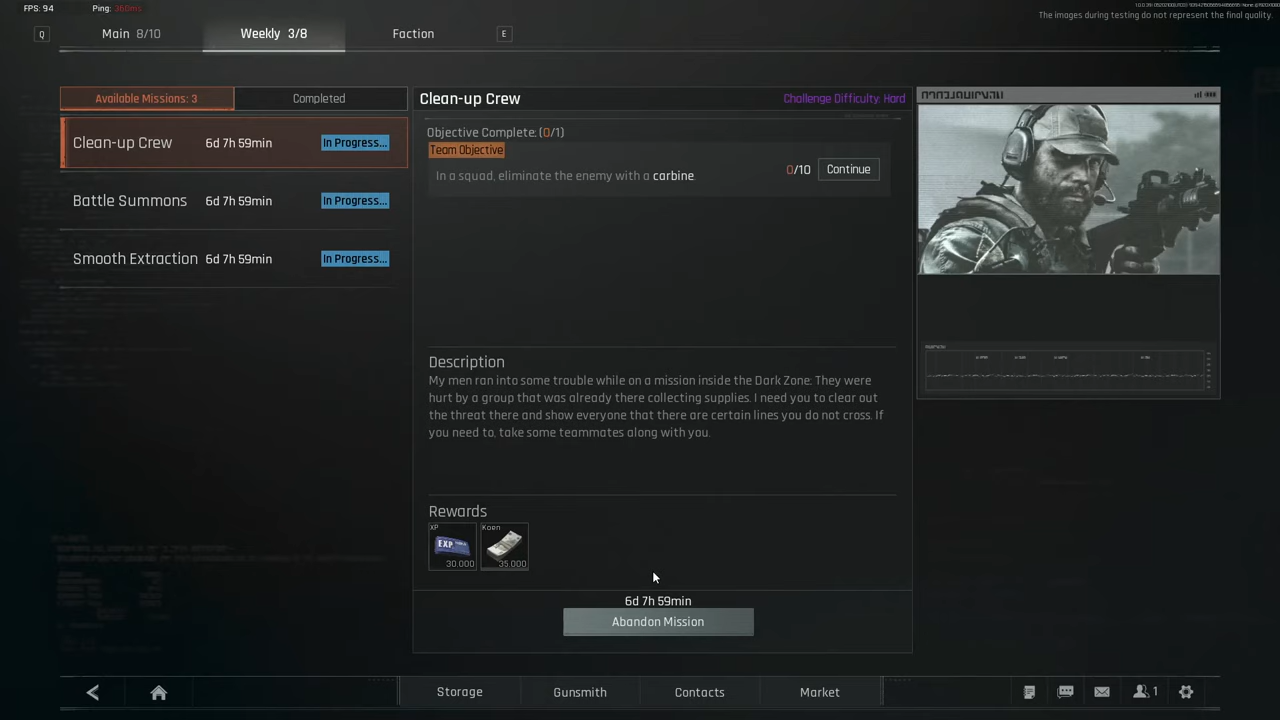 FPS: 94
Ping: 360ms
The images during testing do not represent the final quality.
Q
Main 8/10
Weekly 3/8
Faction
E
Available Missions: 3
Completed
Clean-up Crew
6d 7h 59min
In Progress...
Battle Summons
6d 7h 59min
In Progress...
Smooth Extraction
6d 7h 59min
In Progress...
Clean-up Crew
Challenge Difficulty: Hard
Objective Complete: (0/1)
Team Objective
In a squad, eliminate the enemy with a carbine.
0/10
Continue
Description
My men ran into some trouble while on a mission inside the Dark Zone. They were
hurt by a group that was already there collecting supplies. I need you to clear out
the threat there and show everyone that there are certain lines you do not cross. If
you need to, take some teammates along with you.
Rewards
XP
EXP
30.000
Koen
35.000
6d 7h 59min
Abandon Mission
Storage
Gunsmith
Contacts
Market
1